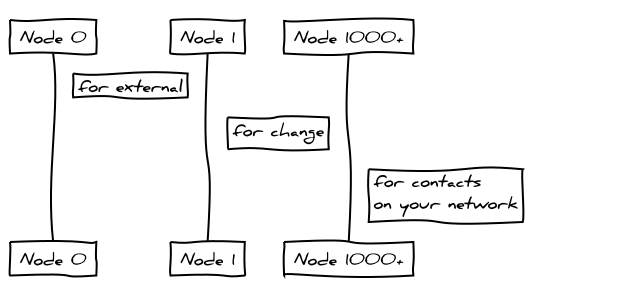 Node 0
Node 1
Node 1000+
for external
for change
for contacts
on your network
Node 0
Node 1
Node 1000+